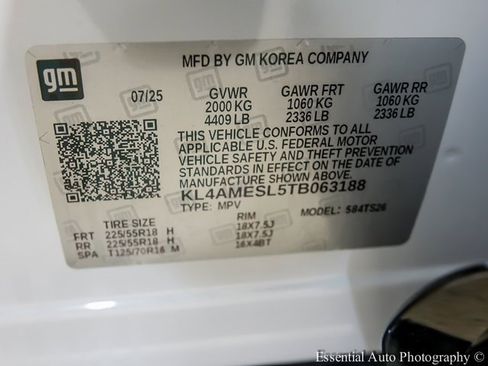 gm
MFD BY GM KOREA COMPANY
07/25 GVWR GAWR FRT GAWR RR
2000 KG 1060 KG 1060 KG
4409 LB 2336 LB 2336 LB
THIS VEHICLE CONFORMS TO ALL
APPLICABLE U.S. FEDERAL MOTOR
VEHICLE SAFETY AND THEFT PREVENTION
STANDARDS IN EFFECT ON THE DATE OF
MANUFACTURE SHOWN ABOVE.
KL4AMESL5TB063188
TYPE: MPV MODEL: 584TS26
TIRE SIZE RIM
FRT 225/55R18 H 18X7.5J
RR 225/55R18 H 18X7.5J
SPA T125/70R16 M 16X4BT
Essential Auto Photography ©